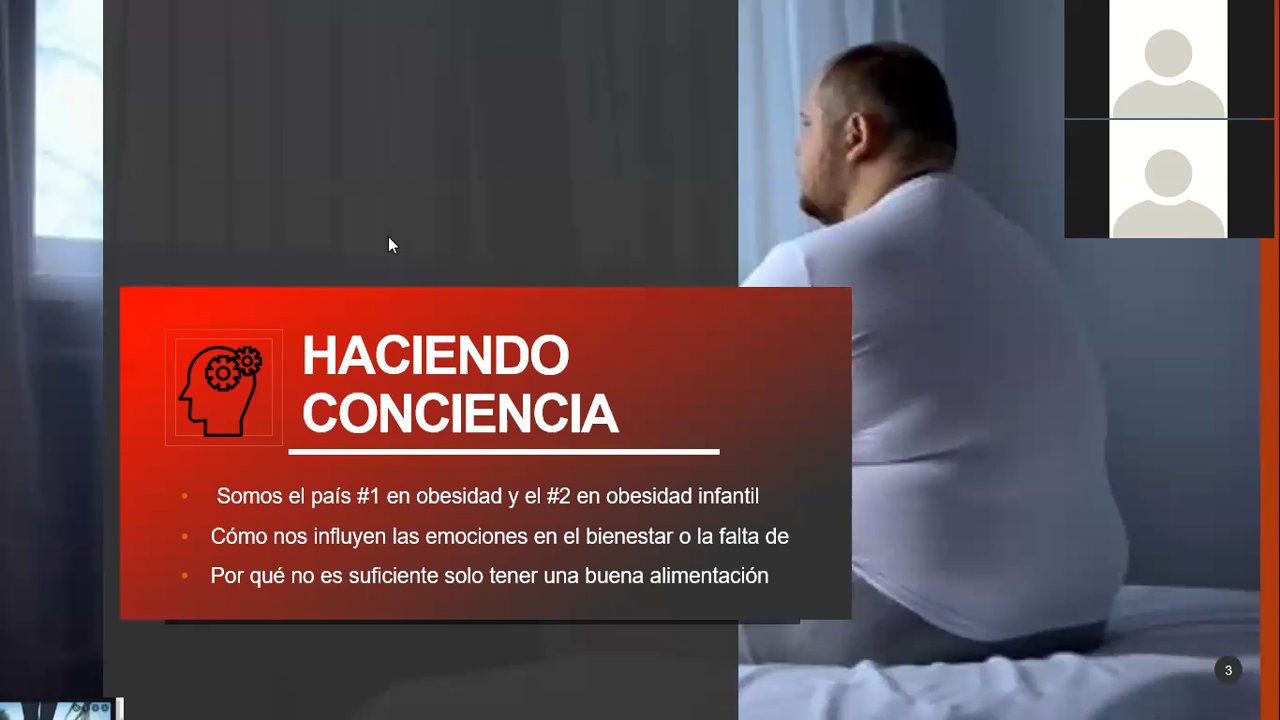 HACIENDO
CONCIENCIA
Somos el país #1 en obesidad y el #2 en obesidad infantil
Cómo nos influyen las emociones en el bienestar o la falta de
Por qué no es suficiente solo tener una buena alimentación
3